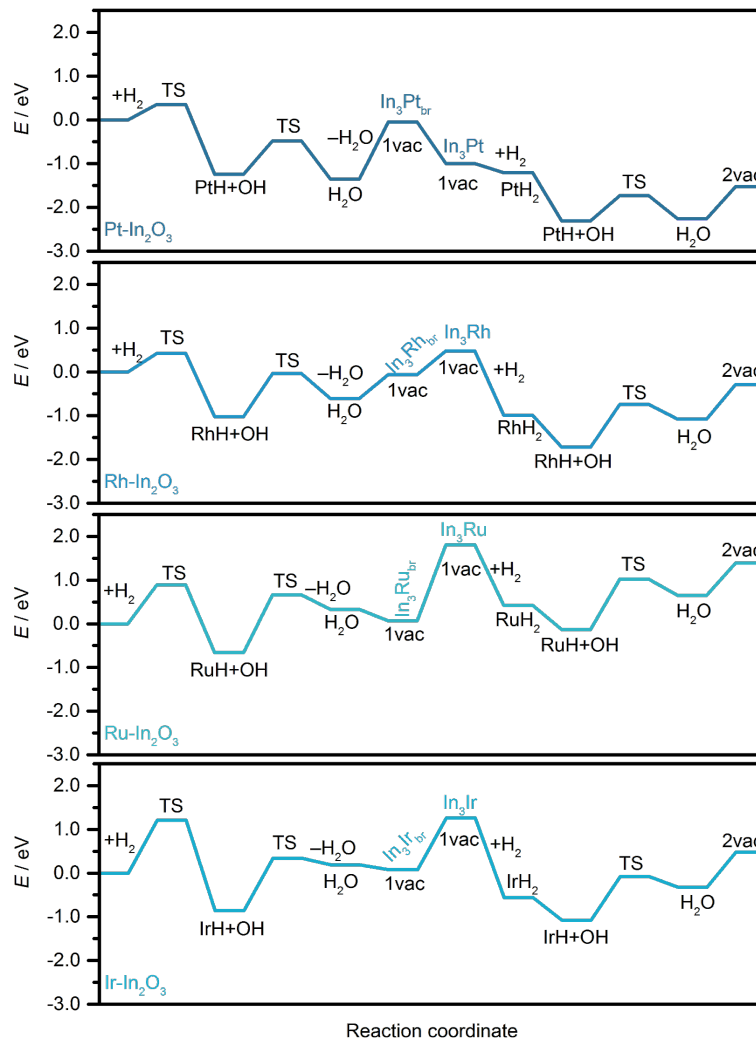 2.0
+H₂ TS In₃Ptbr
1.0
–H₂O In₃Pt +H₂
0.0
TS 1vac 1vac PtH₂ TS 2vac
-1.0
PtH+OH H₂O PtH+OH H₂O
-2.0
-3.0
E / eV
Pt-In₂O₃
2.0
1.0
0.0
-1.0
-2.0
-3.0
E / eV
+H₂ TS RhH+OH TS –H₂O H₂O In₃Rhbr 1vac In₃Rh 1vac +H₂ RhH₂ RhH+OH TS H₂O 2vac
Rh-In₂O₃
2.0
1.0
0.0
-1.0
-2.0
-3.0
E / eV
+H₂ TS RuH+OH TS –H₂O H₂O In₃Rubr 1vac In₃Ru 1vac +H₂ RuH₂ RuH+OH TS H₂O 2vac
Ru-In₂O₃
2.0
1.0
0.0
-1.0
-2.0
-3.0
E / eV
+H₂ TS IrH+OH TS –H₂O H₂O In₃Irbr 1vac In₃Ir 1vac +H₂ IrH₂ IrH+OH TS H₂O 2vac
Ir-In₂O₃
Reaction coordinate